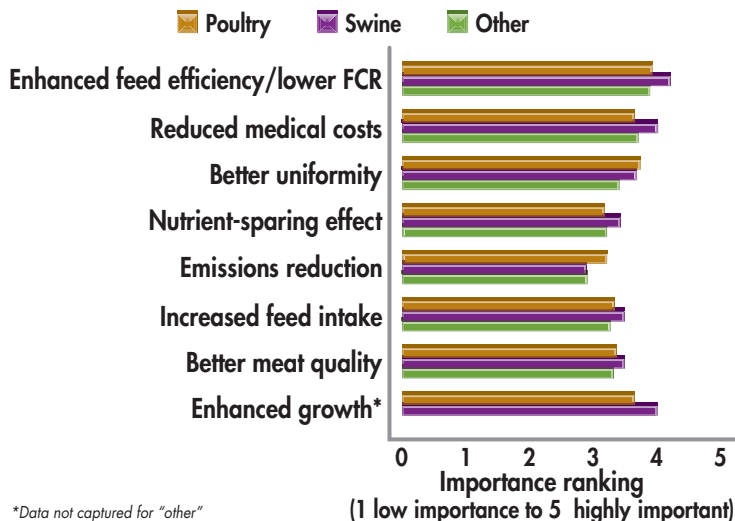 Poultry Swine Other
Enhanced feed efficiency/lower FCR
Reduced medical costs
Better uniformity
Nutrient-sparing effect
Emissions reduction
Increased feed intake
Better meat quality
Enhanced growth*
0 1 2 3 4 5
Importance ranking
(1 low importance to 5 highly important)
*Data not captured for “other”